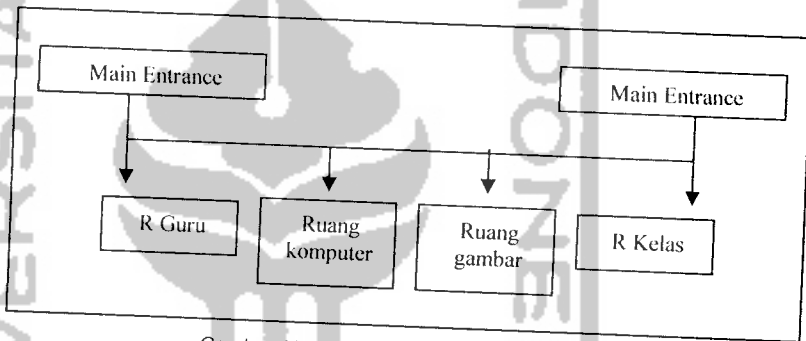 Main Entrance
Main Entrance
R Guru
Ruang
komputer
Ruang
gambar
R Kelas